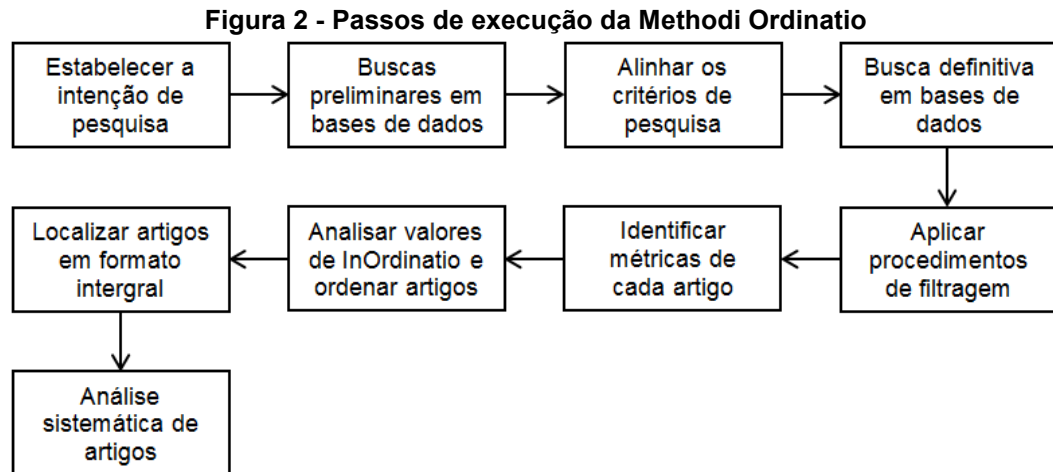 Figura 2 - Passos de execução da Methodi Ordinatio
Estabelecer a
intenção de
pesquisa
Buscas
preliminares em
bases de dados
Alinhar os
critérios de
pesquisa
Busca definitiva
em bases de
dados
Aplicar
procedimentos
de filtragem
Identificar
métricas de
cada artigo
Analisar valores
de InOrdinatio e
ordenar artigos
Localizar artigos
em formato
intergral
Análise
sistemática de
artigos